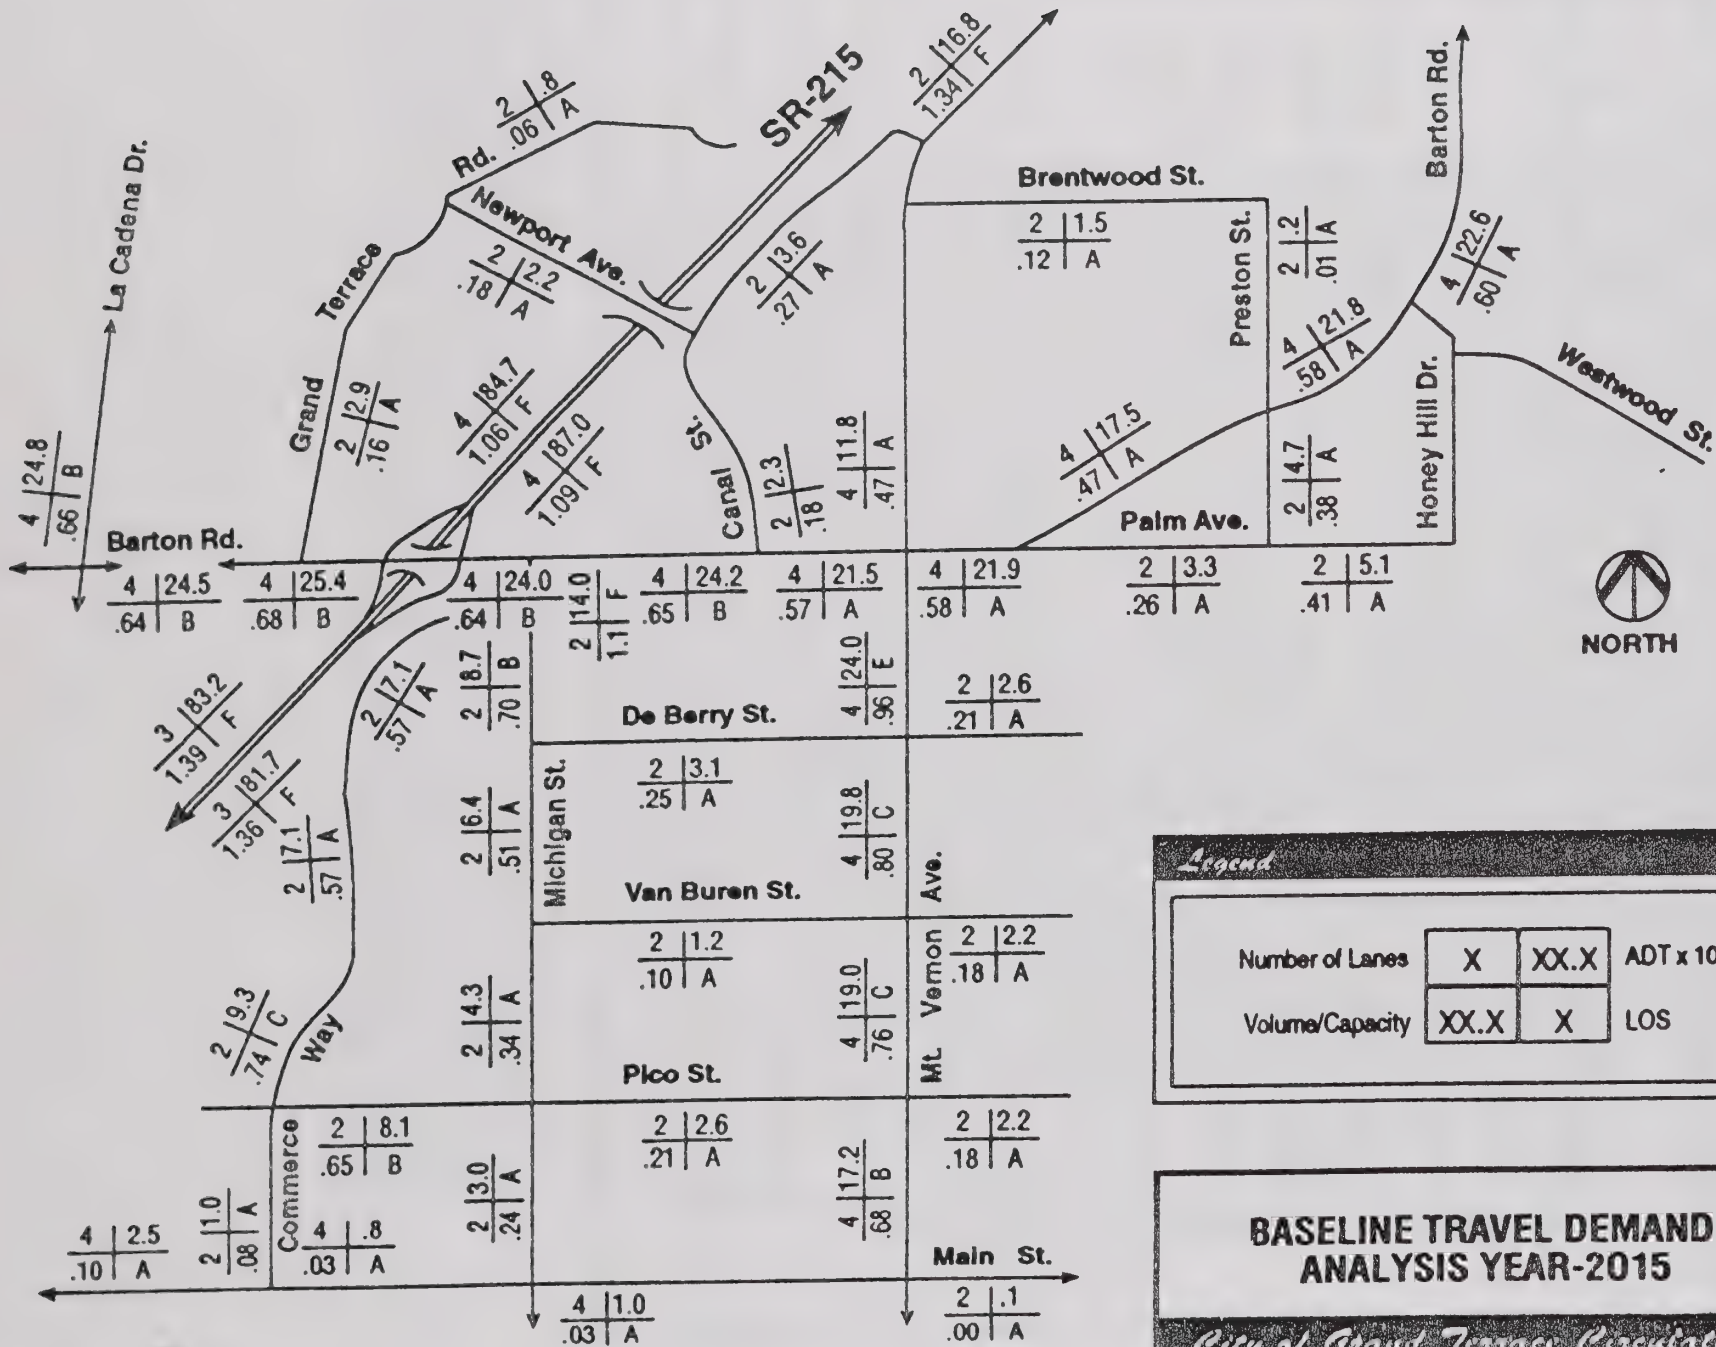 2 16.8
1.34 F
Barton Rd.
SR-215
2 .8
.06 A
Rd.
La Cadena Dr.
Newport Ave.
2 2.2
.18 A
Terrace
Grand
2 2.9
.16 A
2 3.6
.27 A
Brentwood St.
2 1.5
.12 A
Preston St.
2 .2
.01 A
4 22.6
.60 A
4 21.8
.58 A
Westwood St.
Honey Hill Dr.
4 84.7
1.06 F
4 87.0
1.09 F
Canal St.
2 2.3
.18
4 11.8
.47 A
4 17.5
.47 A
2 4.7
.38 A
Palm Ave.
4 24.8
.66 B
Barton Rd.
4 24.5
.64 B
4 25.4
.68 B
4 24.0
.64 B
2 14.0
1.1 F
4 24.2
.65 B
4 21.5
.57 A
4 21.9
.58 A
2 3.3
.26 A
2 5.1
.41 A
NORTH
3 83.2
1.39 F
3 81.7
1.36 F
2 7.1
.57 A
2 8.7
.70 B
De Berry St.
4 24.0
.96 E
2 2.6
.21 A
2 7.1
.57 A
2 6.4
.51 A
Michigan St.
2 3.1
.25 A
4 19.8
.80 C
Van Buren St.
Mt. Vernon Ave.
2 1.2
.10 A
2 2.2
.18 A
2 9.3
.74 C
Way
2 4.3
.34 A
4 19.0
.76 C
Pico St.
Commerce
2 8.1
.65 B
2 2.6
.21 A
2 2.2
.18 A
2 3.0
.24 A
4 17.2
.68 B
4 2.5
.10 A
2 1.0
.08 A
4 .8
.03 A
Main St.
4 1.0
.03 A
2 .1
.00 A
Legend
Number of Lanes X XX.X ADT x 10
Volume/Capacity XX.X X LOS
BASELINE TRAVEL DEMAND
ANALYSIS YEAR-2015
City of Grand Terrace